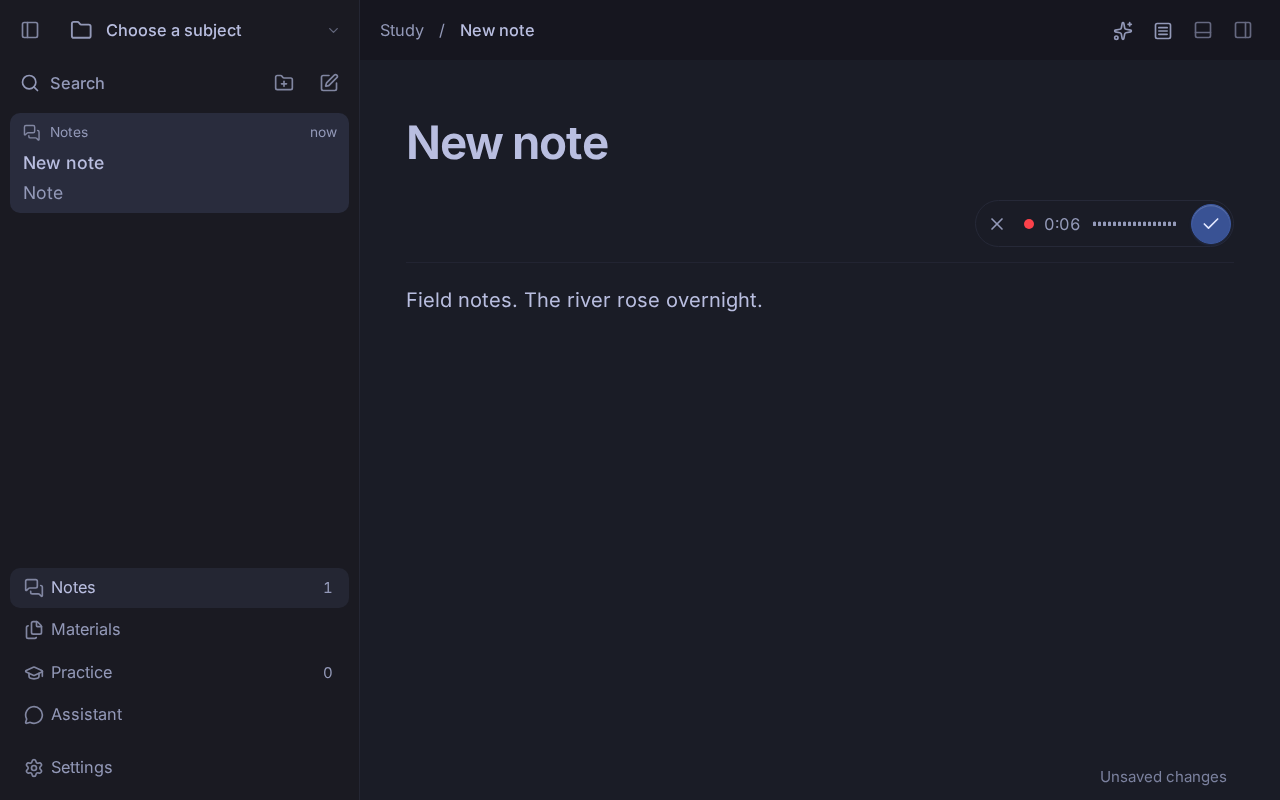 Choose a subject
Search
Notes now
New note
Note
Notes 1
Materials
Practice 0
Assistant
Settings
Study / New note
New note
0:06
Field notes. The river rose overnight.
Unsaved changes